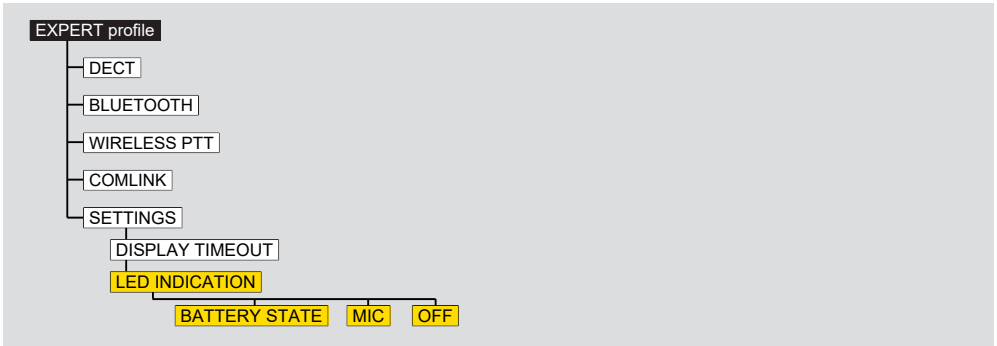 EXPERT profile
DECT
BLUETOOTH
WIRELESS PTT
COMLINK
SETTINGS
DISPLAY TIMEOUT
LED INDICATION
BATTERY STATE MIC OFF